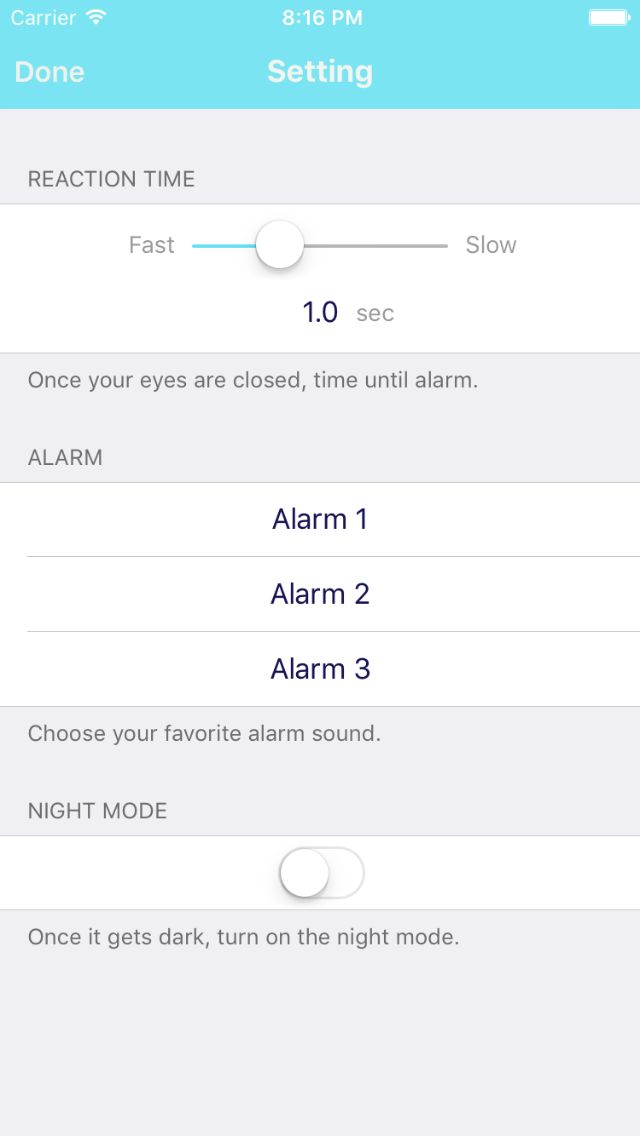 Carrier 8:16 PM
Done Setting
REACTION TIME
Fast Slow
1.0 sec
Once your eyes are closed, time until alarm.
ALARM
Alarm 1
Alarm 2
Alarm 3
Choose your favorite alarm sound.
NIGHT MODE
Once it gets dark, turn on the night mode.